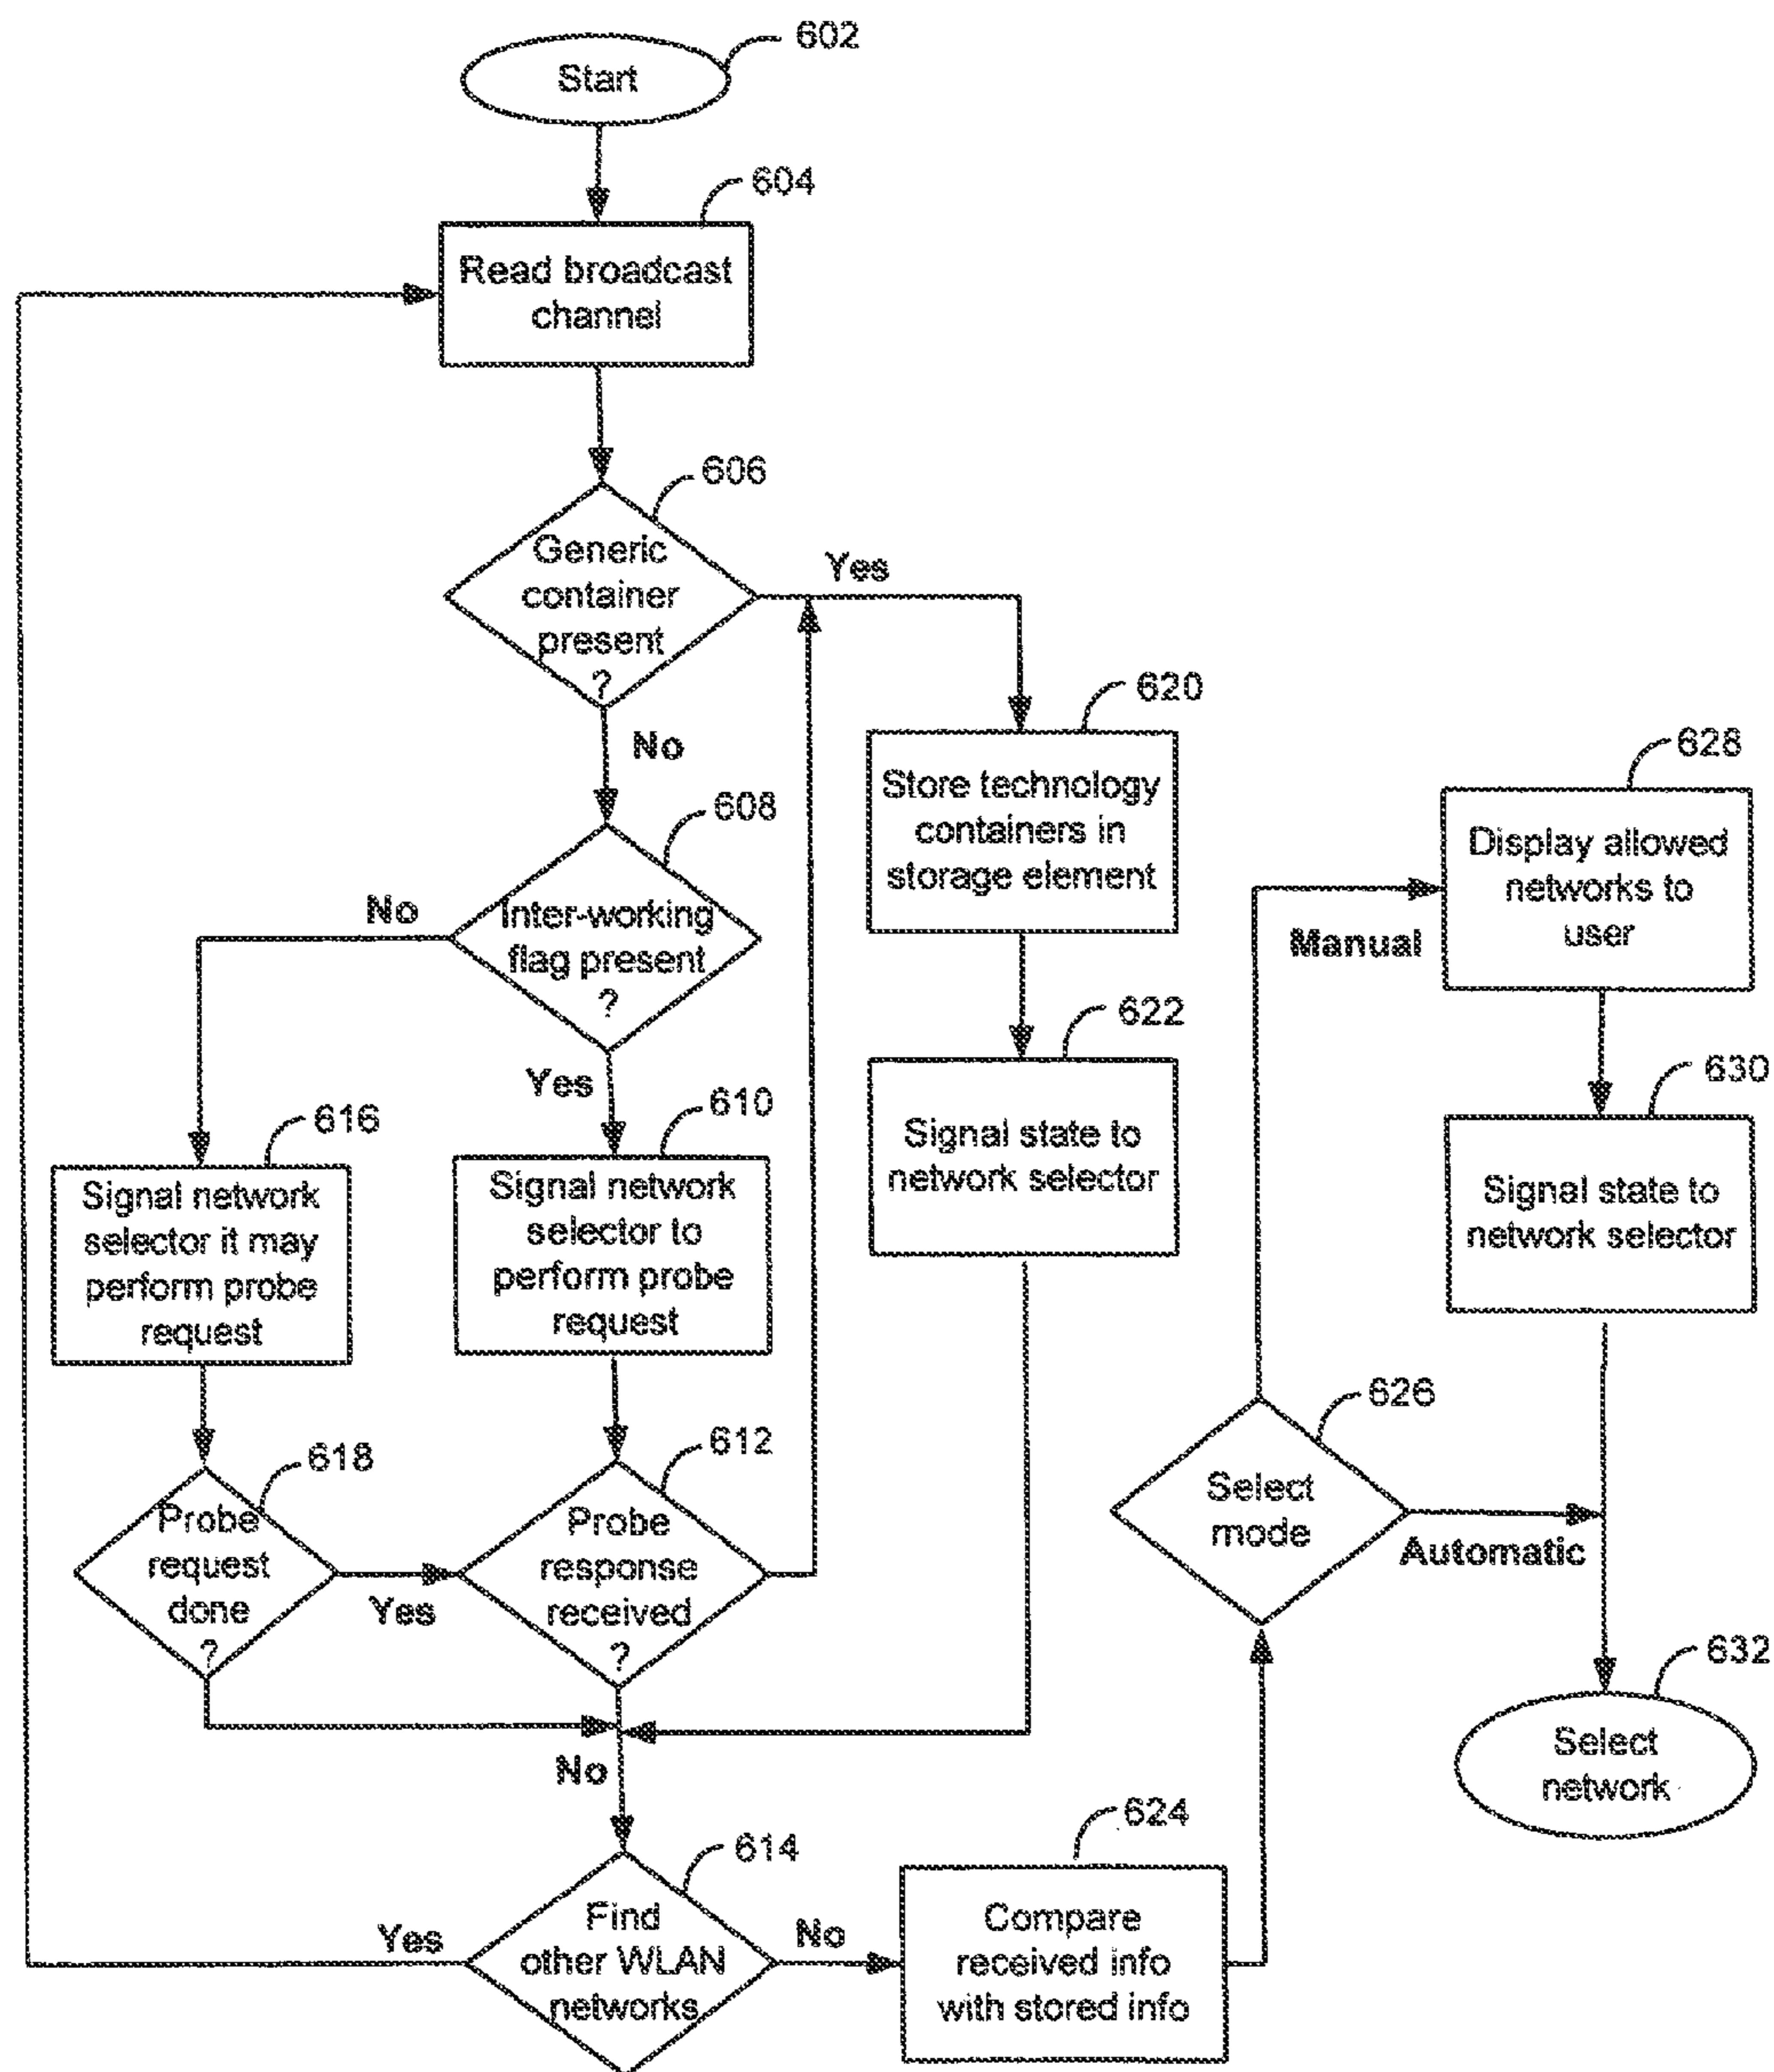 602
Start
604
Read broadcast
channel
606
Generic
container
present
?
Yes
No
620
Store technology
containers in
storage element
628
Display allowed
networks to
user
608
Inter-working
flag present
?
No
Yes
Manual
622
Signal state to
network selector
630
Signal state to
network selector
616
Signal network
selector it may
perform probe
request
610
Signal network
selector to
perform probe
request
626
Select
mode
Automatic
618
Probe
request
done
?
Yes
612
Probe
response
received
?
No
632
Select
network
614
Find
other WLAN
networks
Yes
No
624
Compare
received info
with stored info